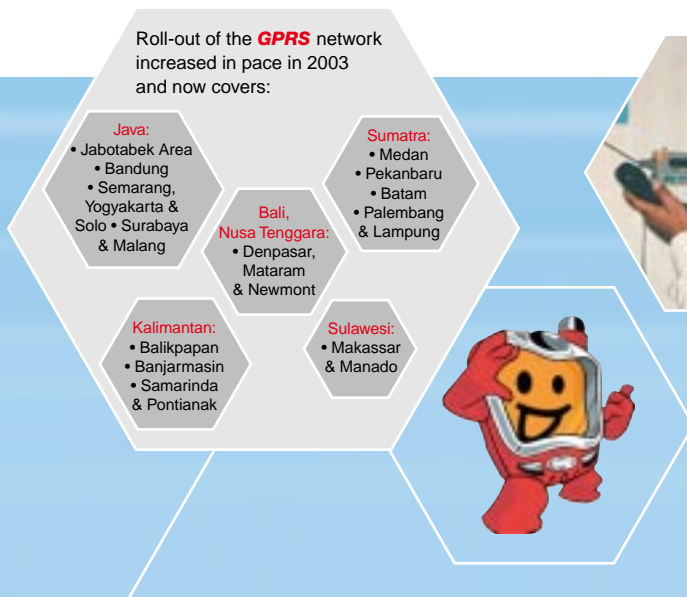 Roll-out of the GPRS network
increased in pace in 2003
and now covers:
Java:
• Jabotabek Area
• Bandung
• Semarang,
Yogyakarta &
Solo • Surabaya
& Malang
Sumatra:
• Medan
• Pekanbaru
• Batam
• Palembang
& Lampung
Bali,
Nusa Tenggara:
• Denpasar,
Mataram
& Newmont
Kalimantan:
• Balikpapan
• Banjarmasin
• Samarinda
& Pontianak
Sulawesi:
• Makassar
& Manado